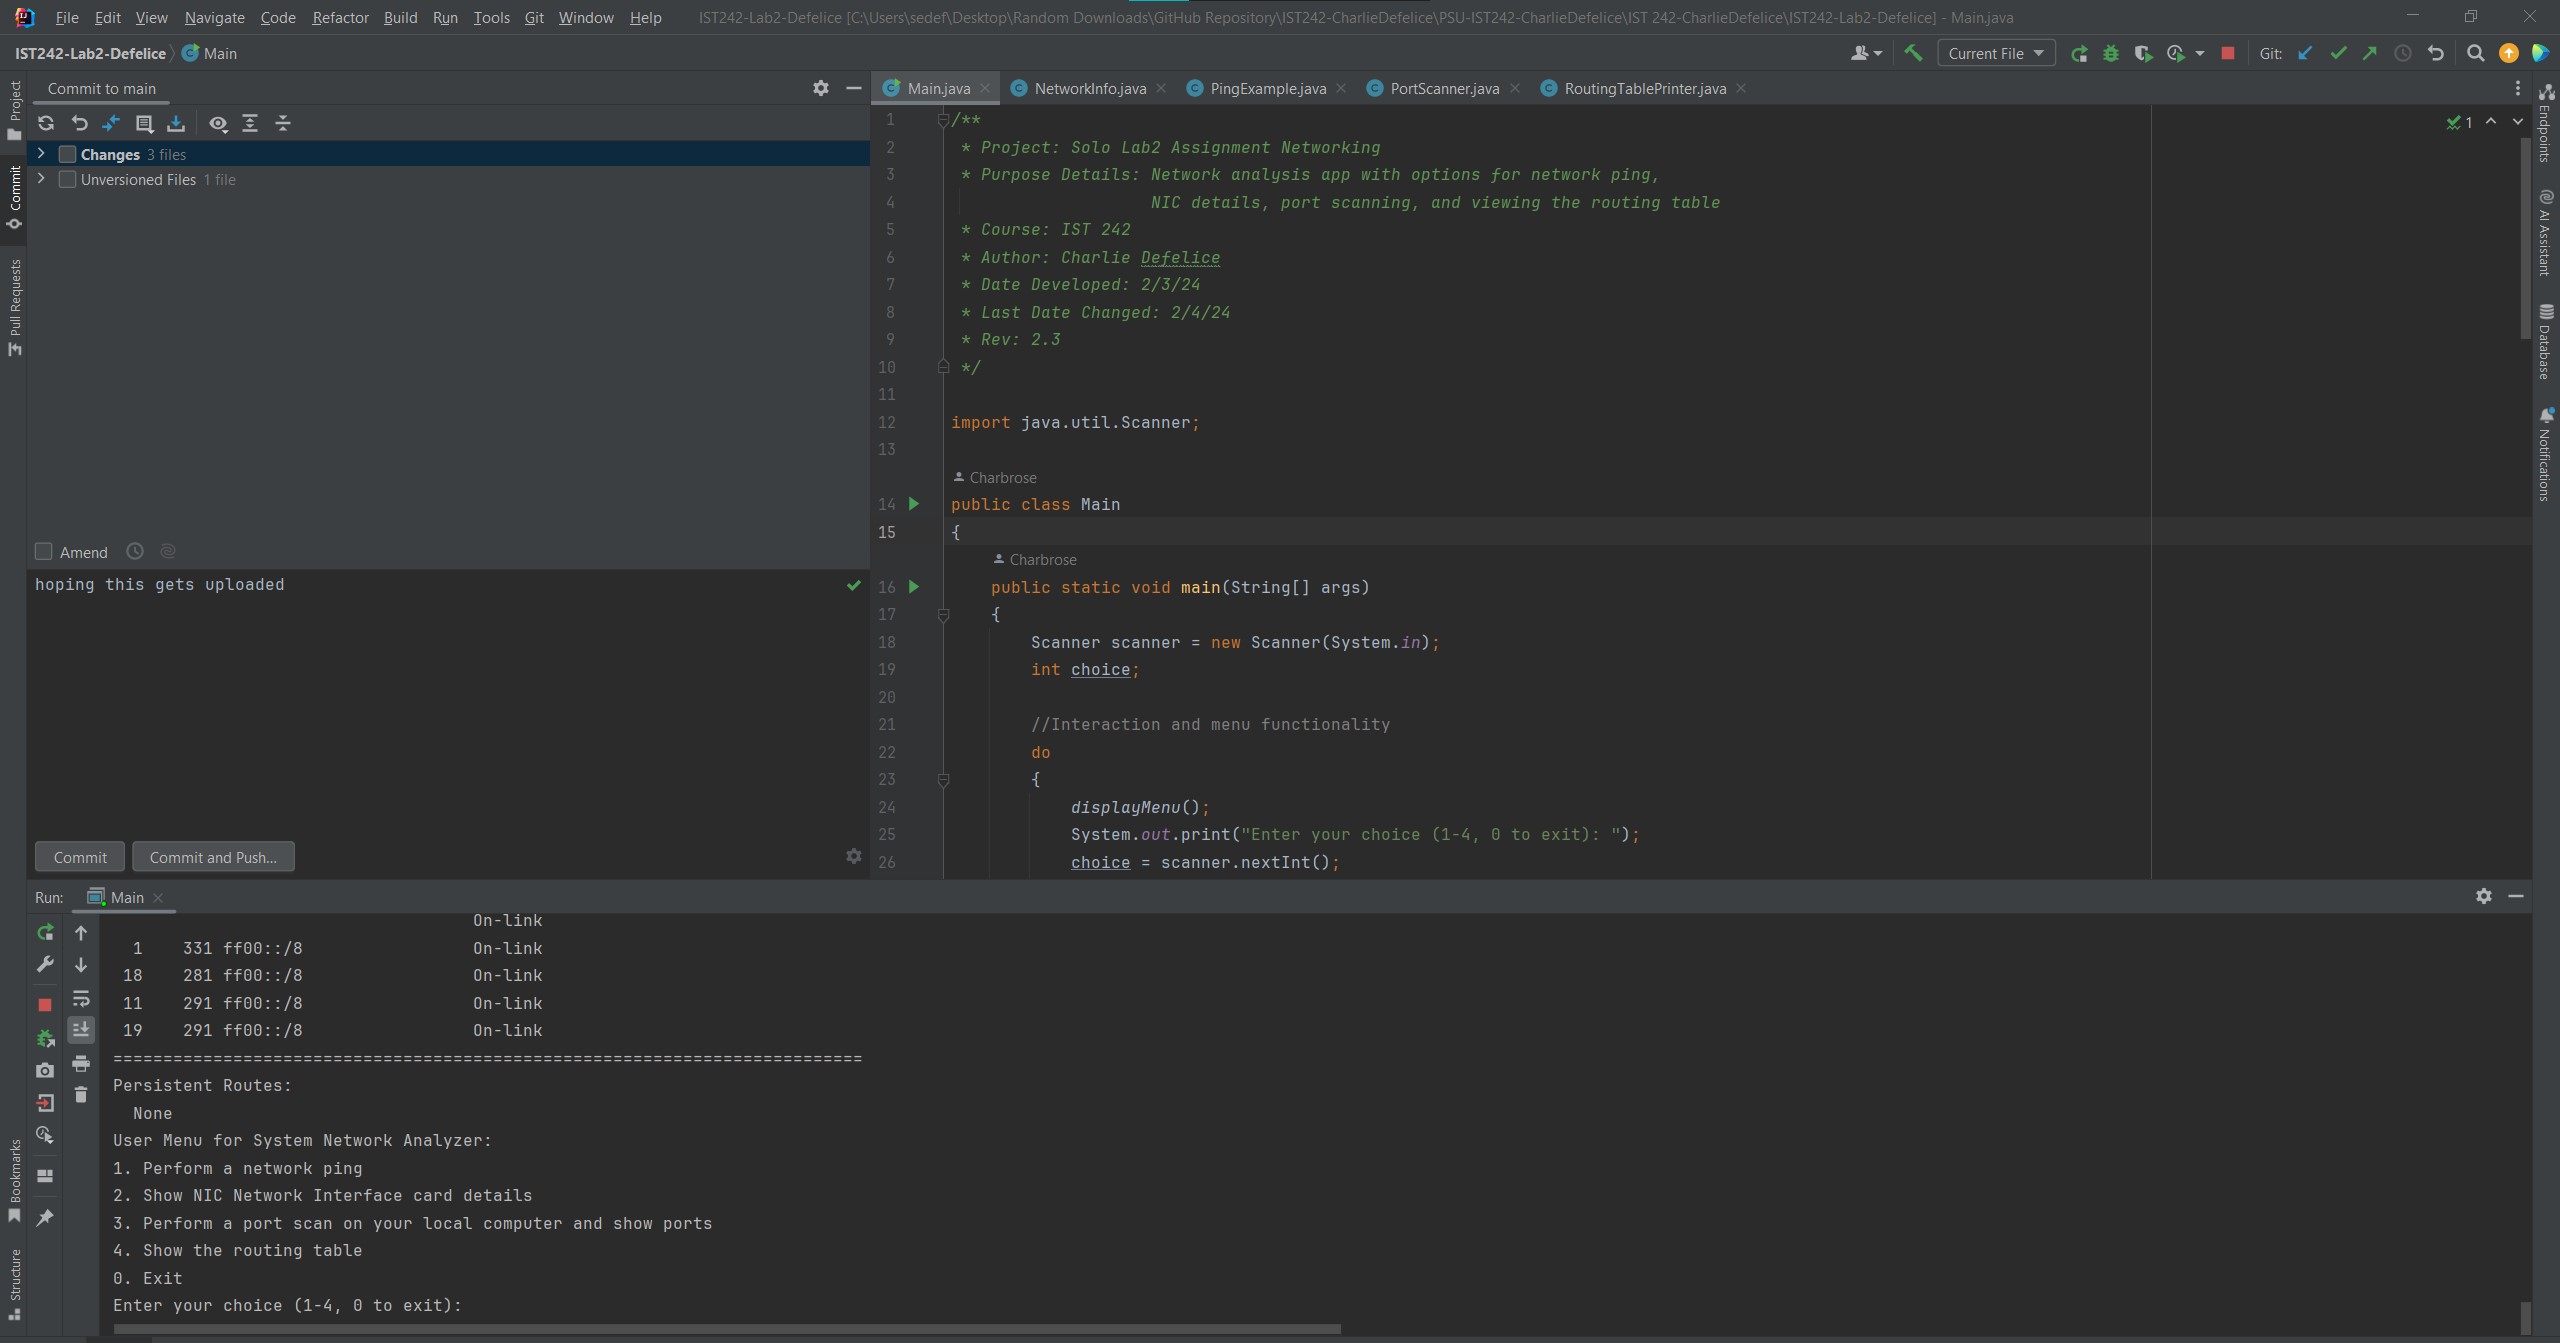 File Edit View Navigate Code Refactor Build Run Tools Git Window Help IST242-Lab2-Defelice [C:\Users\sedef\Desktop\Random Downloads\GitHub Repository\IST242-CharlieDefelice\PSU-IST242-CharlieDefelice\IST 242-CharlieDefelice\IST242-Lab2-Defelice] - Main.java
IST242-Lab2-Defelice Main Current File Git:
Project
Commit
Pull Requests
Bookmarks
Structure
Commit to main
Changes 3 files
Unversioned Files 1 file
Amend
hoping this gets uploaded
Commit Commit and Push...
Main.java NetworkInfo.java PingExample.java PortScanner.java RoutingTablePrinter.java
1
1 /**
2 * Project: Solo Lab2 Assignment Networking
3 * Purpose Details: Network analysis app with options for network ping,
4 NIC details, port scanning, and viewing the routing table
5 * Course: IST 242
6 * Author: Charlie Defelice
7 * Date Developed: 2/3/24
8 * Last Date Changed: 2/4/24
9 * Rev: 2.3
10 */
11
12 import java.util.Scanner;
13
Charbrose
14 public class Main
15 {
Charbrose
16 public static void main(String[] args)
17 {
18 Scanner scanner = new Scanner(System.in);
19 int choice;
20
21 //Interaction and menu functionality
22 do
23 {
24 displayMenu();
25 System.out.print("Enter your choice (1-4, 0 to exit): ");
26 choice = scanner.nextInt();
Endpoints
AI Assistant
Database
Notifications
Run: Main
On-link
1 331 ff00::/8 On-link
18 281 ff00::/8 On-link
11 291 ff00::/8 On-link
19 291 ff00::/8 On-link
===========================================================================
Persistent Routes:
None
User Menu for System Network Analyzer:
1. Perform a network ping
2. Show NIC Network Interface card details
3. Perform a port scan on your local computer and show ports
4. Show the routing table
0. Exit
Enter your choice (1-4, 0 to exit):